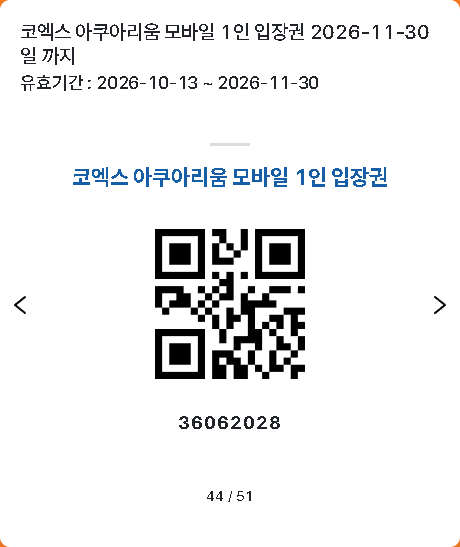 코엑스 아쿠아리움 모바일 1인 입장권 2026-11-30
일 까지
유효기간 : 2026-10-13 ~ 2026-11-30
코엑스 아쿠아리움 모바일 1인 입장권
36062028
44 / 51